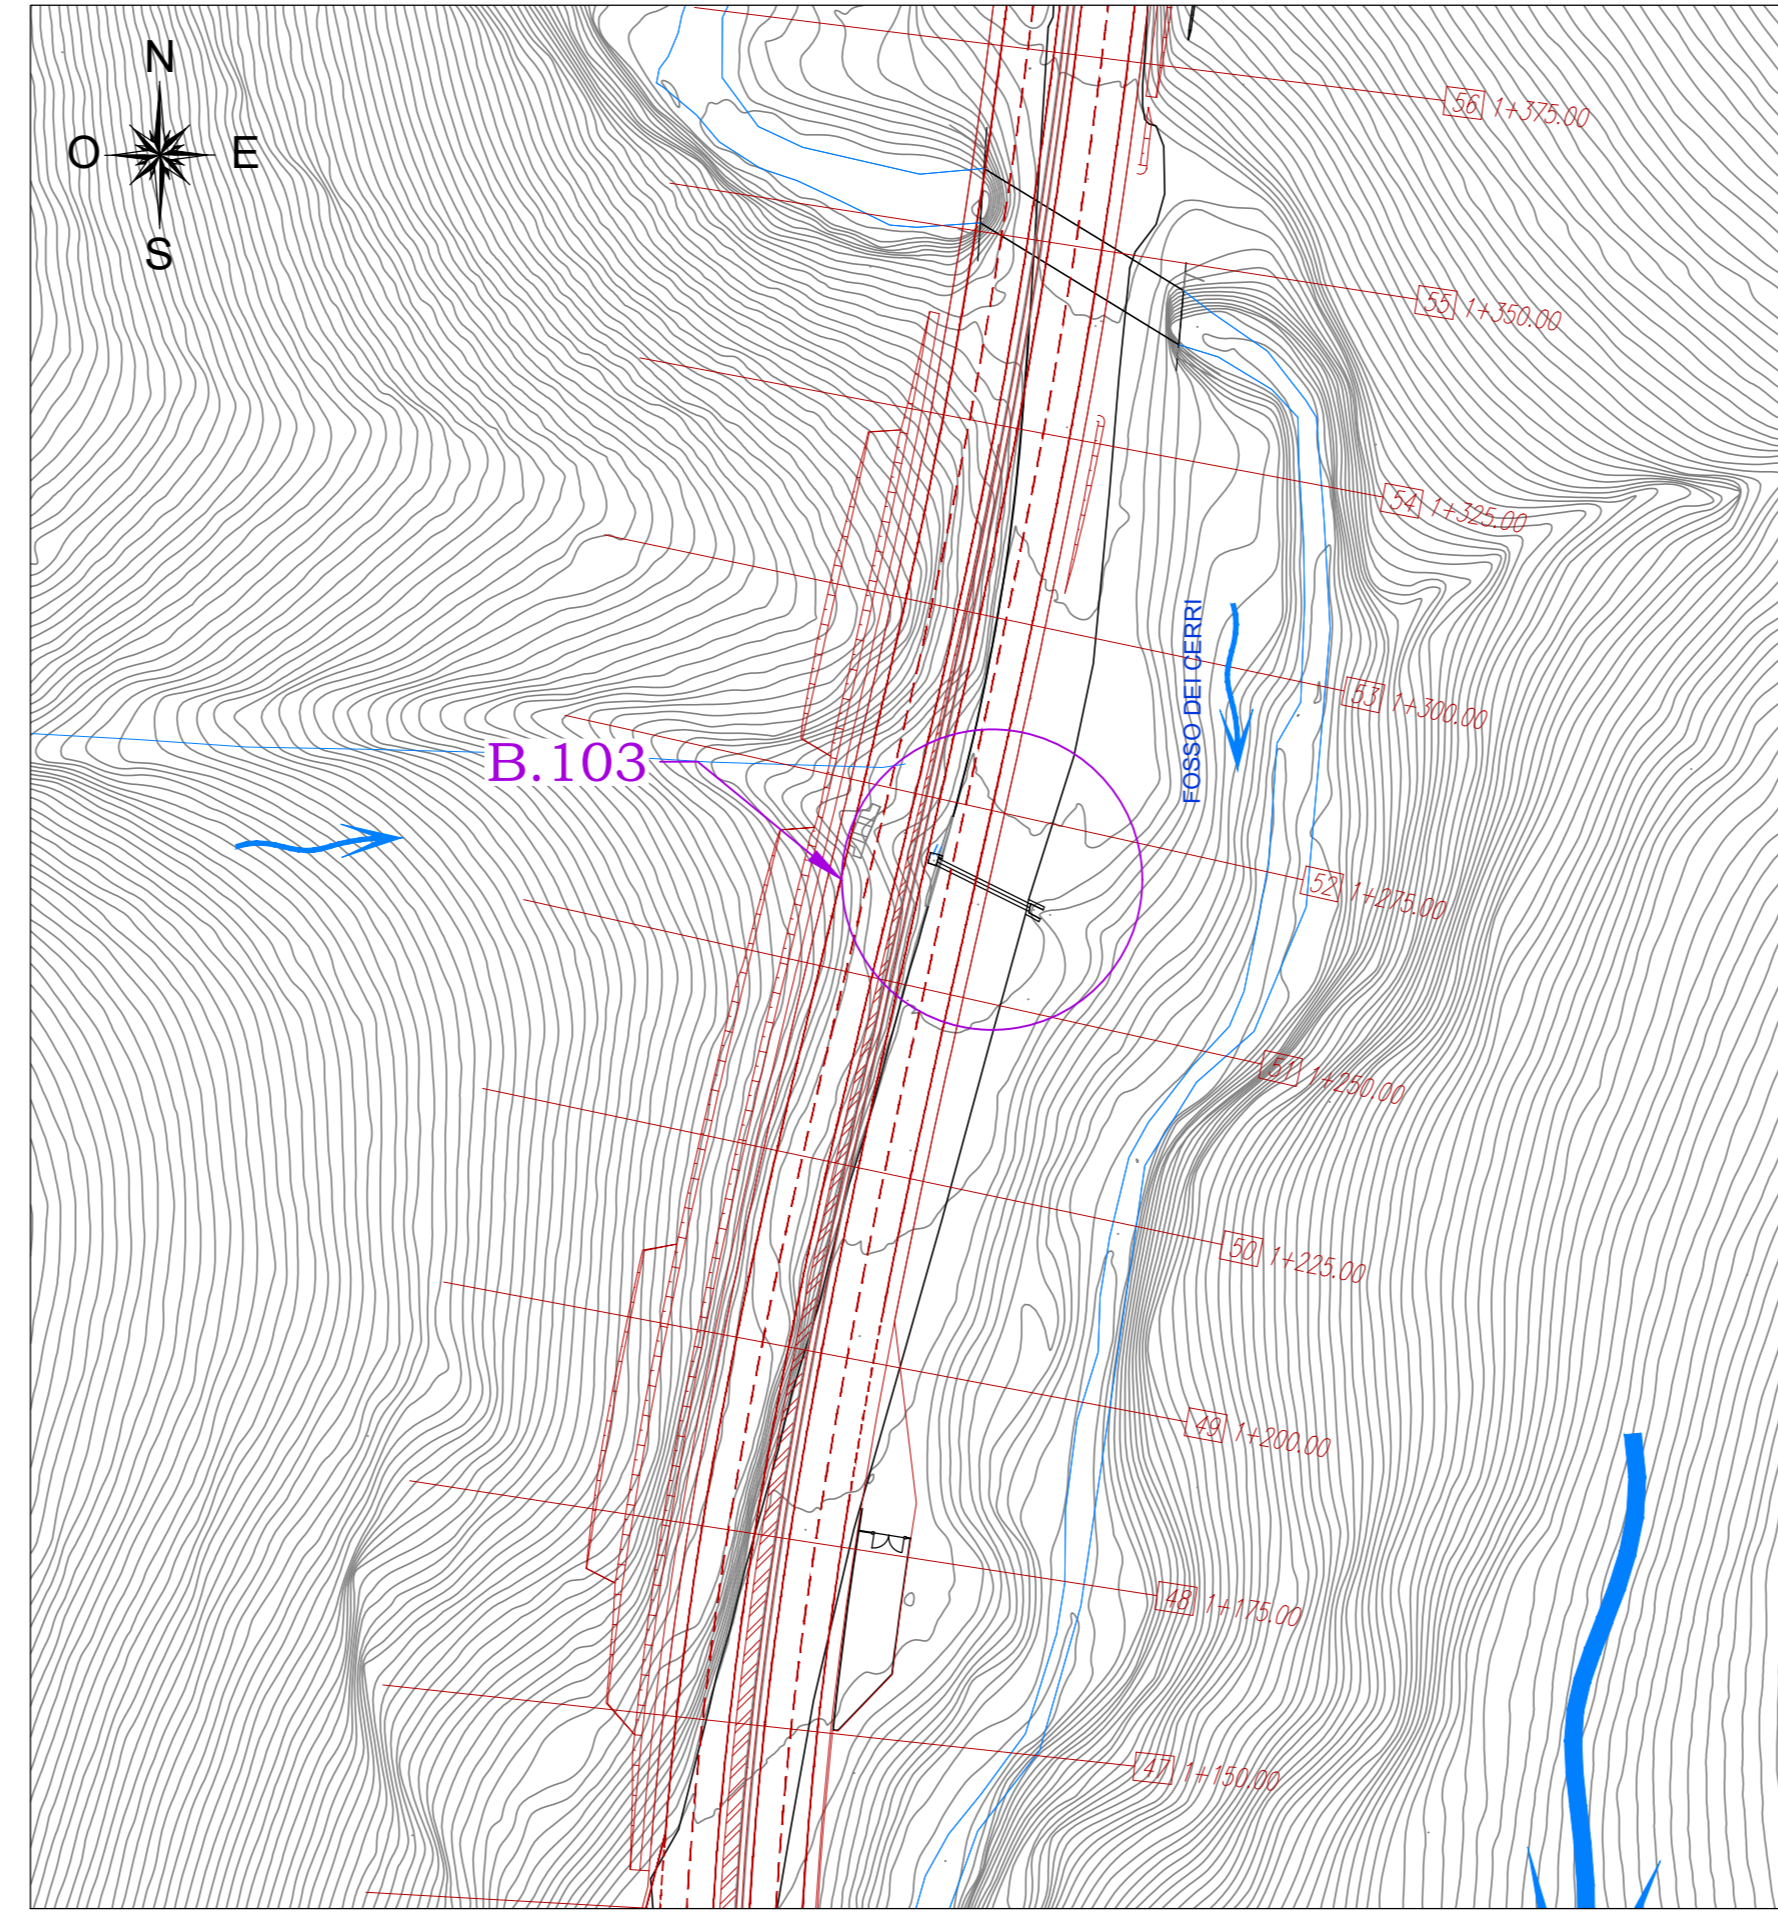 N
O E
S
56 1+375.00
55 1+350.00
54 1+325.00
FOSSO DEI CERRI
53 1+300.00
B.103
52 1+275.00
51 1+250.00
50 1+225.00
49 1+200.00
48 1+175.00
47 1+150.00